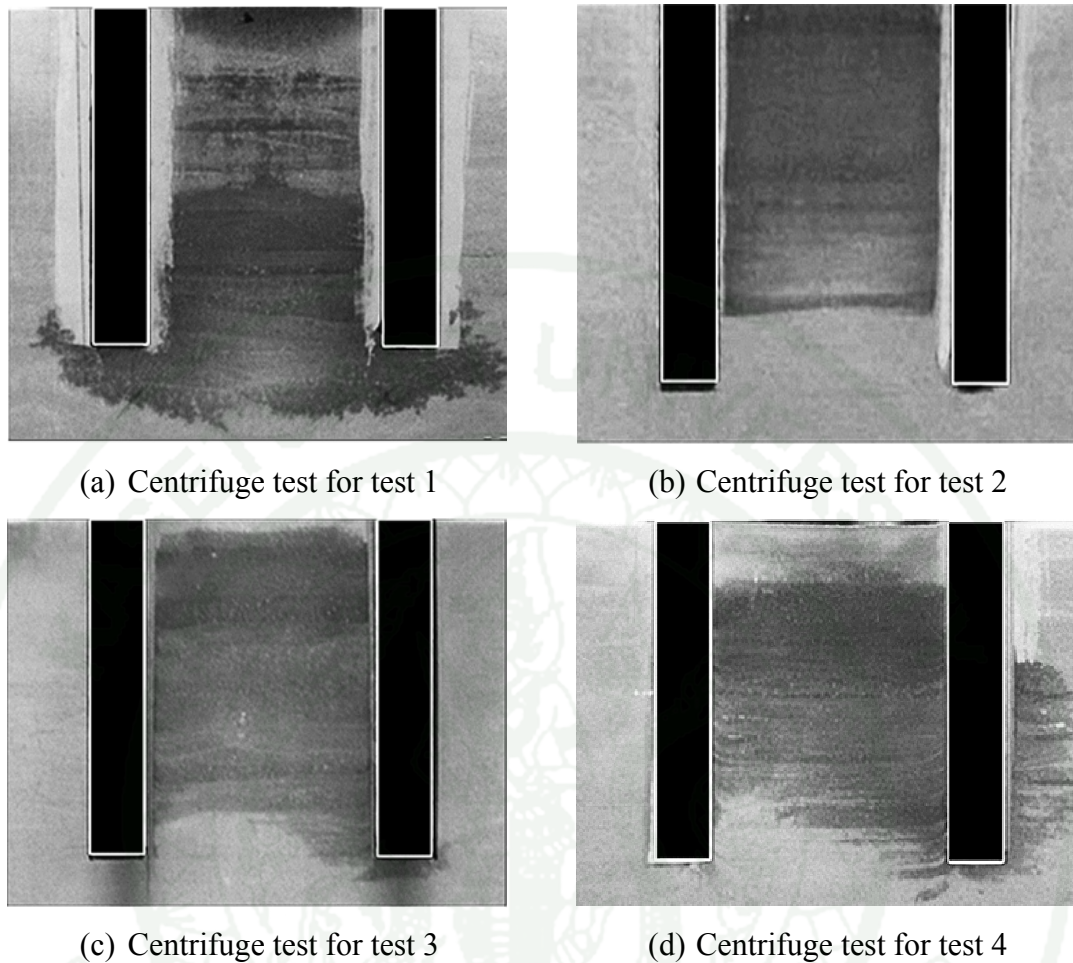 (a) Centrifuge test for test 1
(b) Centrifuge test for test 2
(c) Centrifuge test for test 3
(d) Centrifuge test for test 4